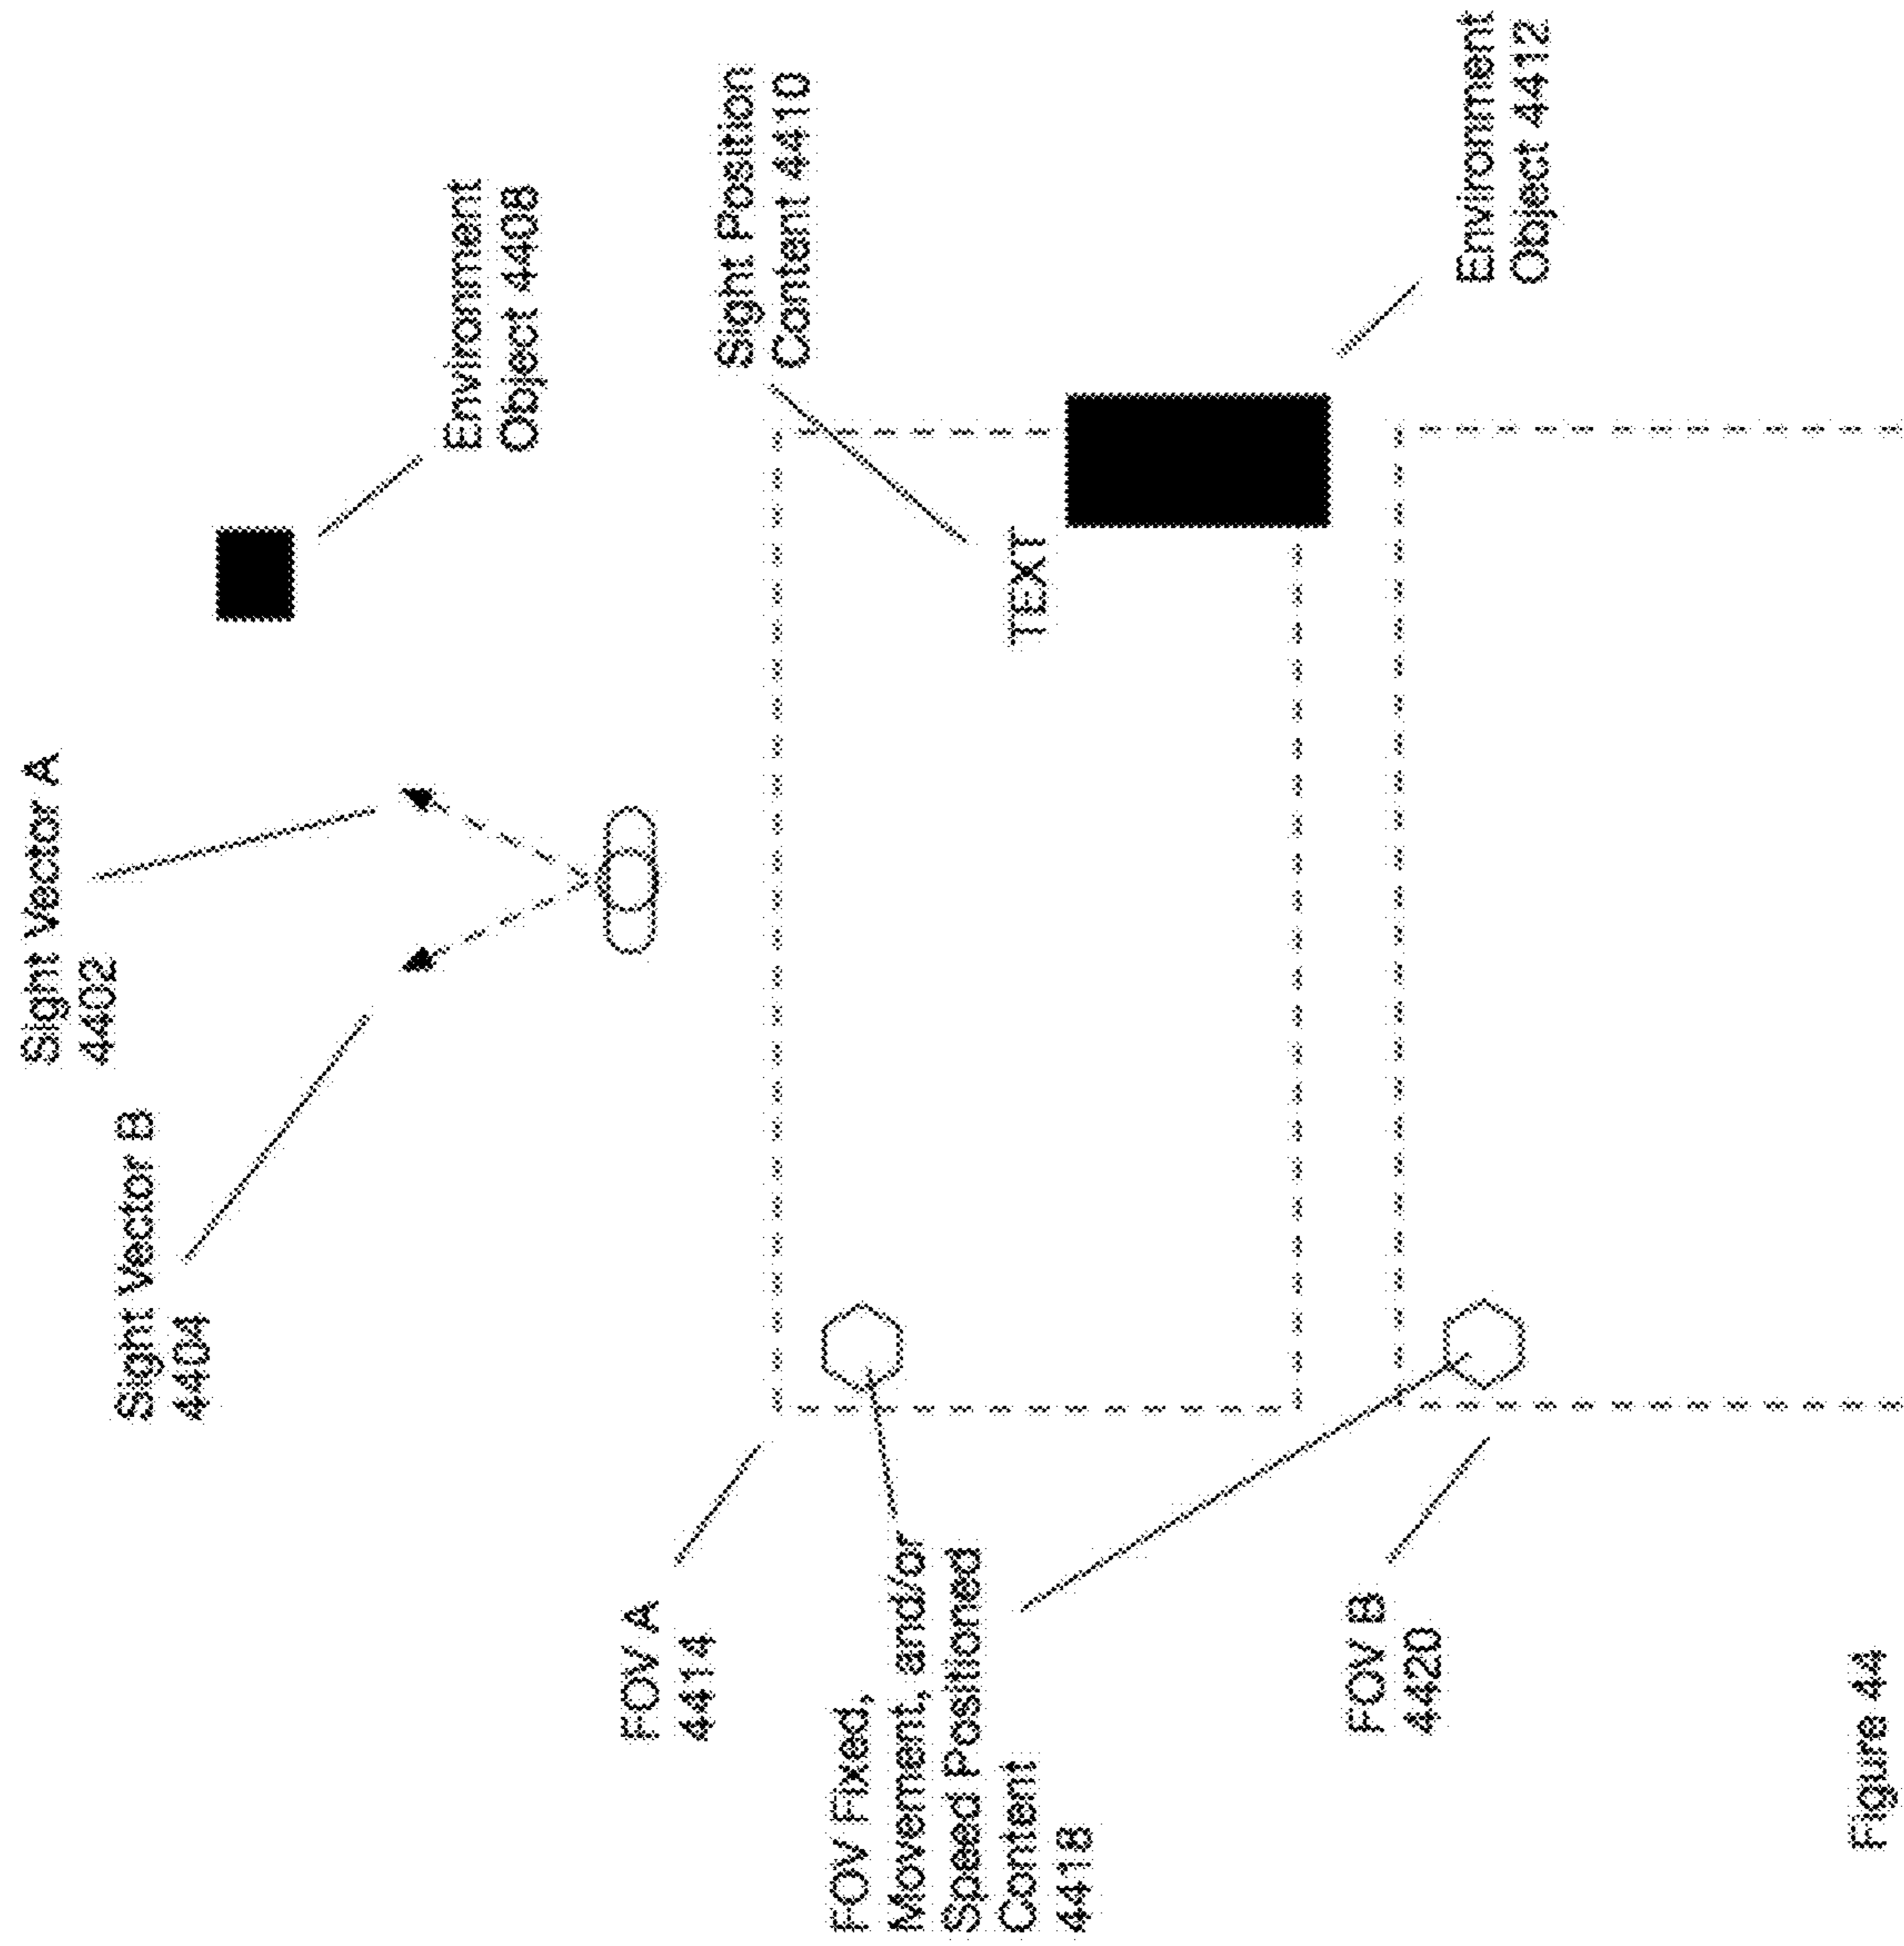 Sight Vector A
4402
Sight Vector B
4404
Environment
Object 4408
FOV A
4414
Sight Position
Content 4410
FOV Fixed,
Movement, and/or
Speed Positioned
Content
4418
TEXT
Environment
Object 4412
FOV B
4420
Figure 44